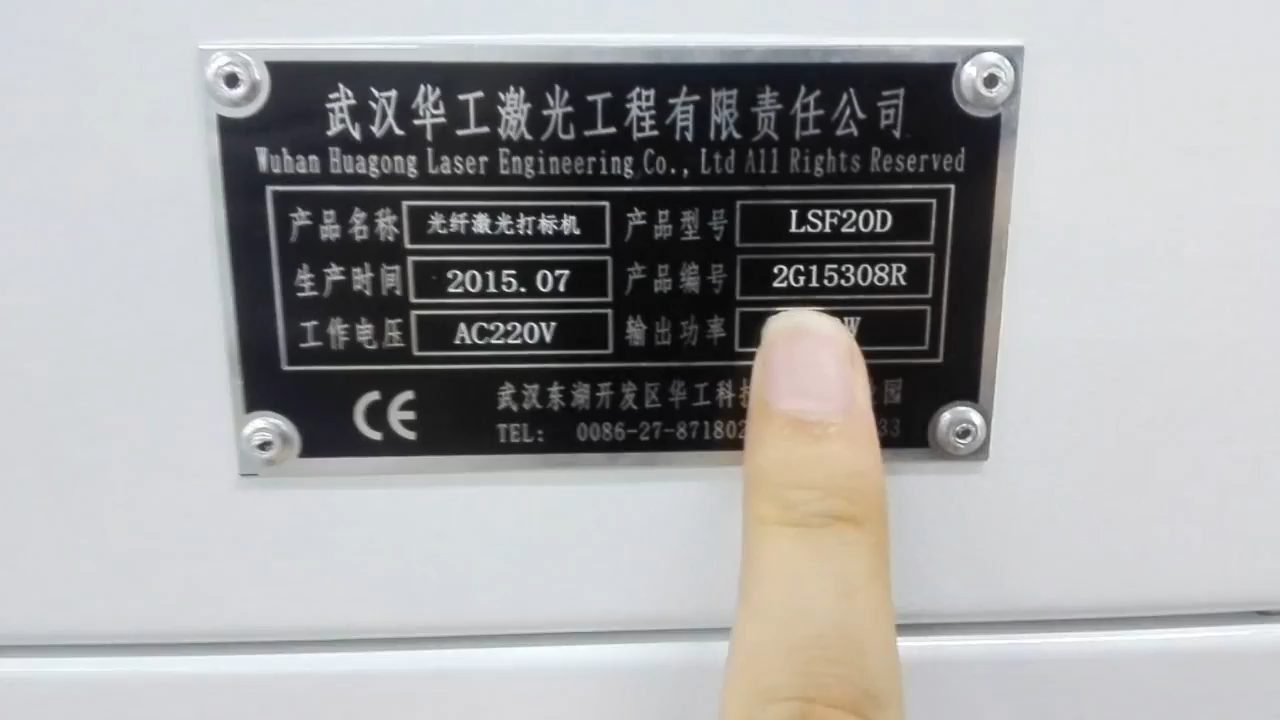 武汉华工激光工程有限责任公司
Wuhan Huagong Laser Engineering Co., Ltd All Rights Reserved
产品名称 光纤激光打标机 产品型号 LSF20D
生产时间 2015.07 产品编号 2G15308R
工作电压 AC220V 输出功率 W
CE 武汉东湖开发区华工科 园
TEL: 0086-27-87180 33